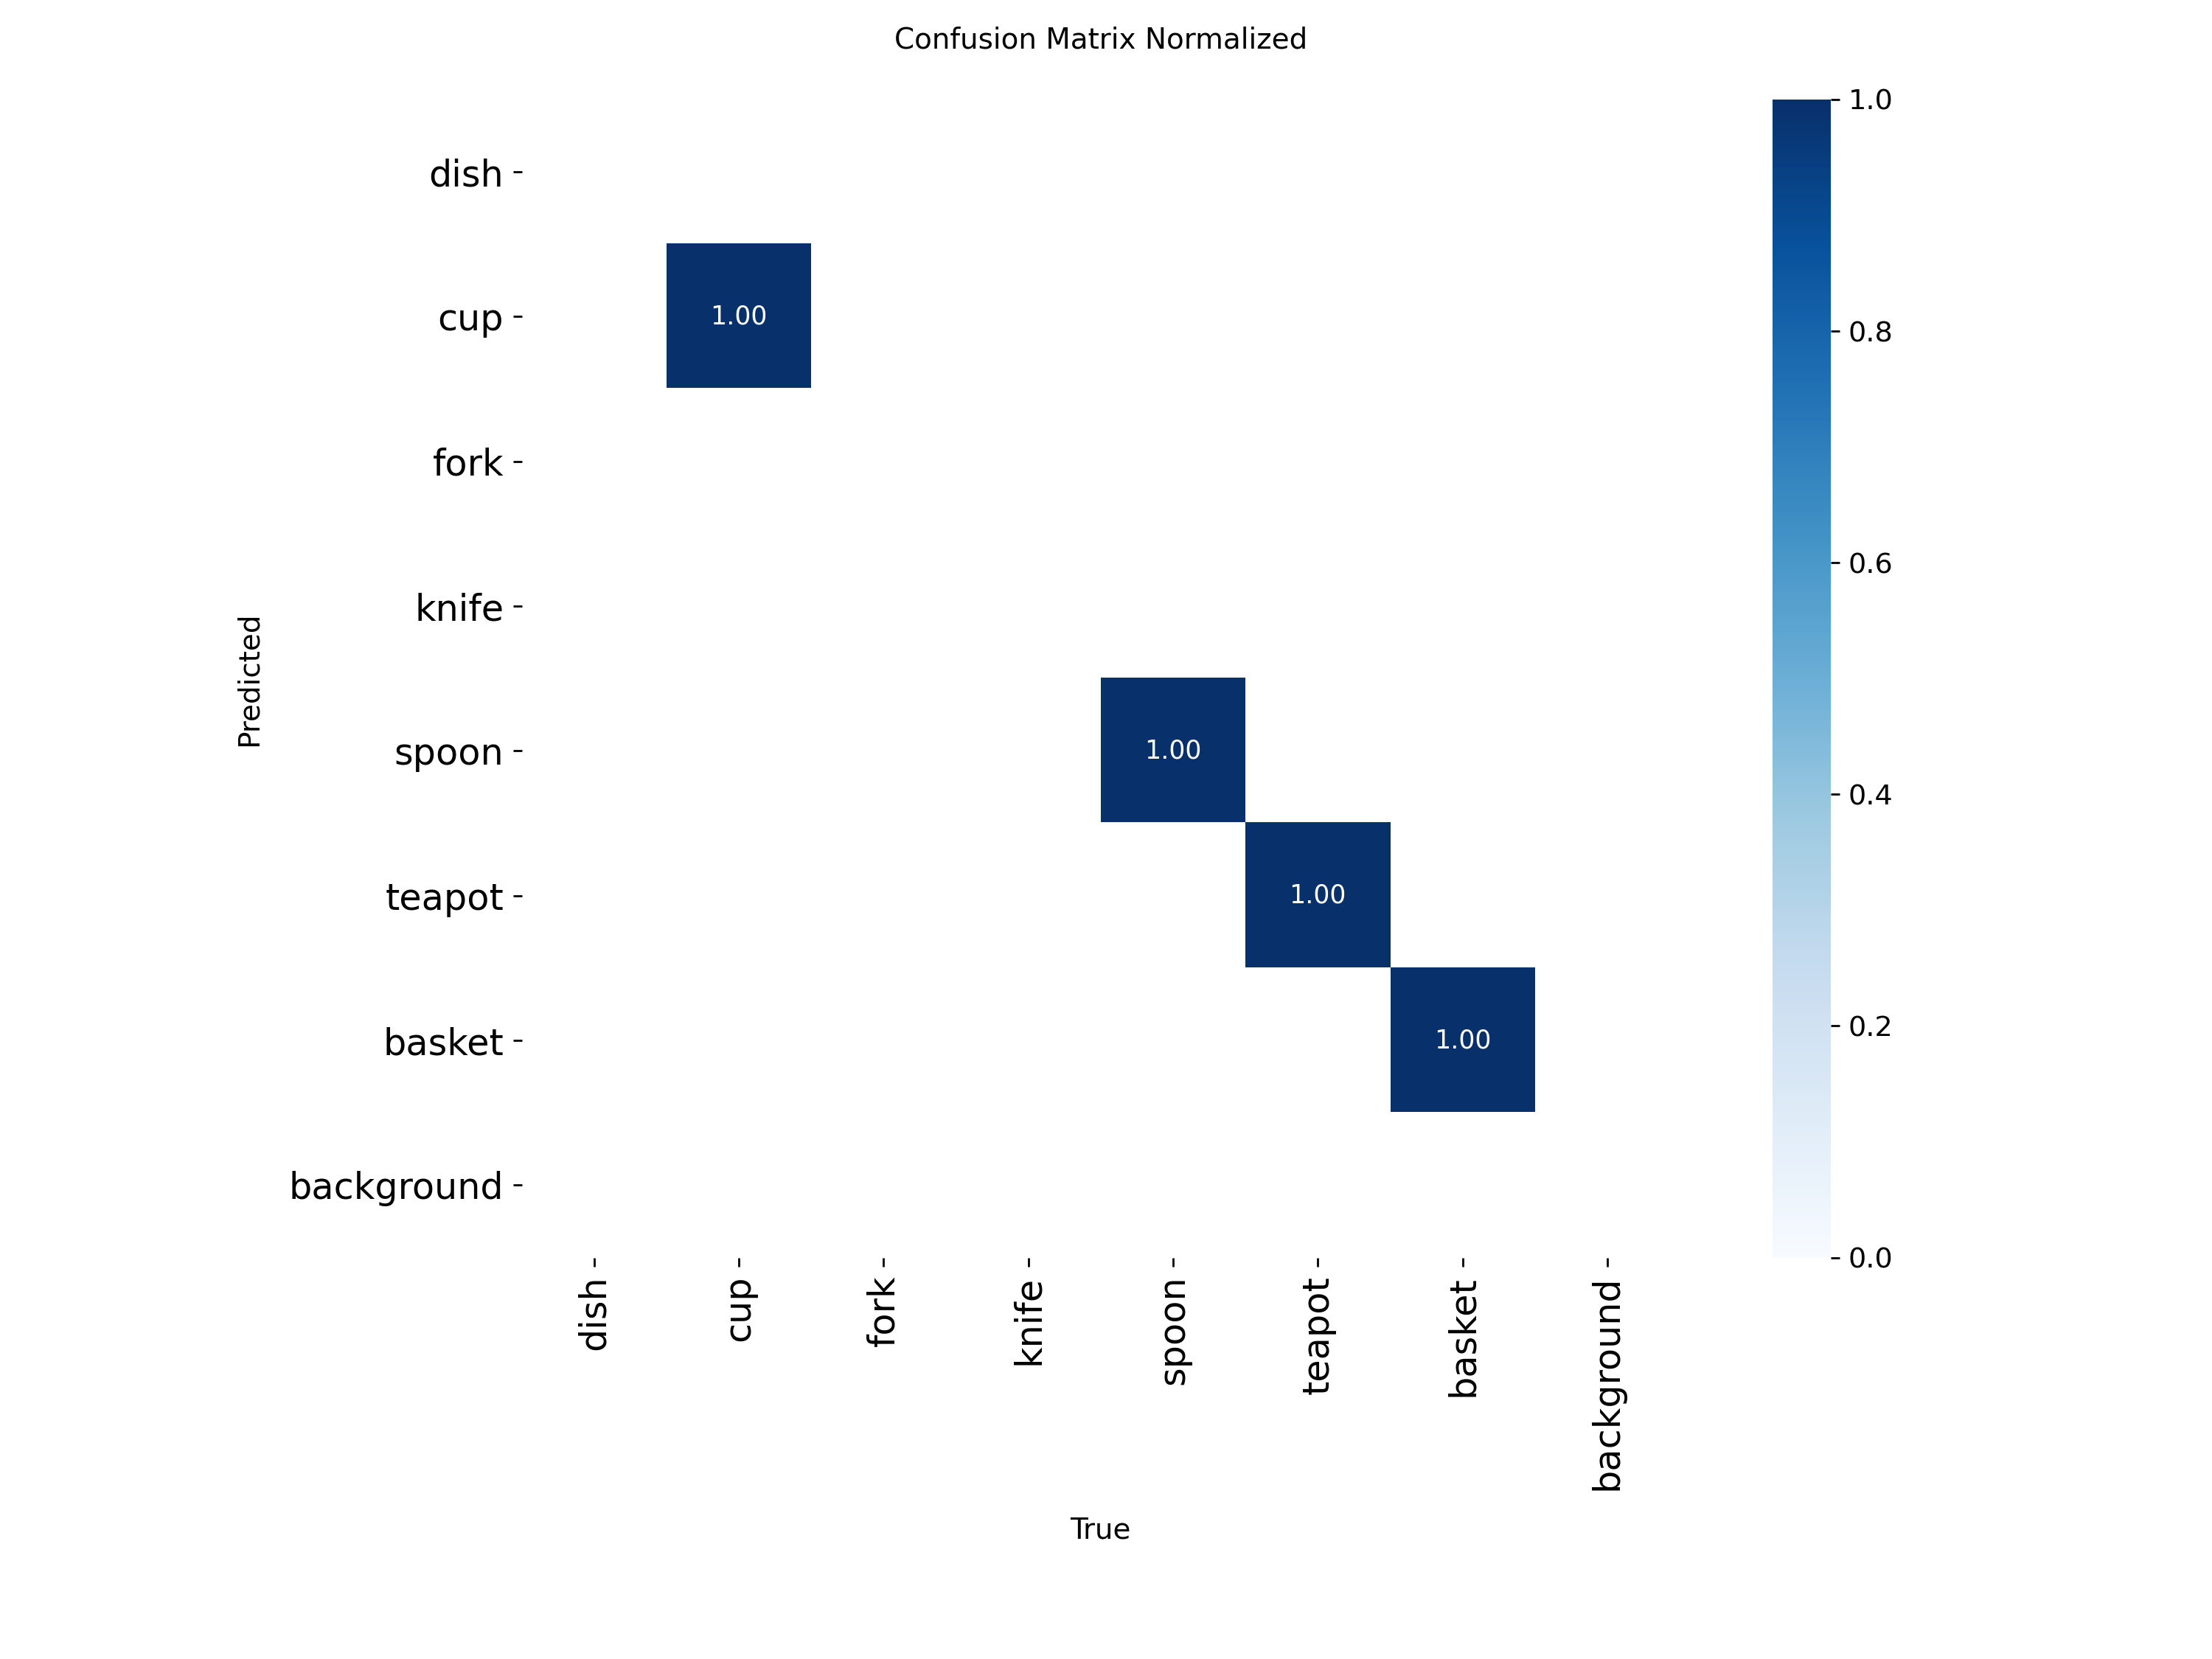 Confusion Matrix Normalized
Predicted
dish
cup
fork
knife
spoon
teapot
basket
background
1.00
1.00
1.00
1.00
dish
cup
fork
knife
spoon
teapot
basket
background
True
1.0
0.8
0.6
0.4
0.2
0.0